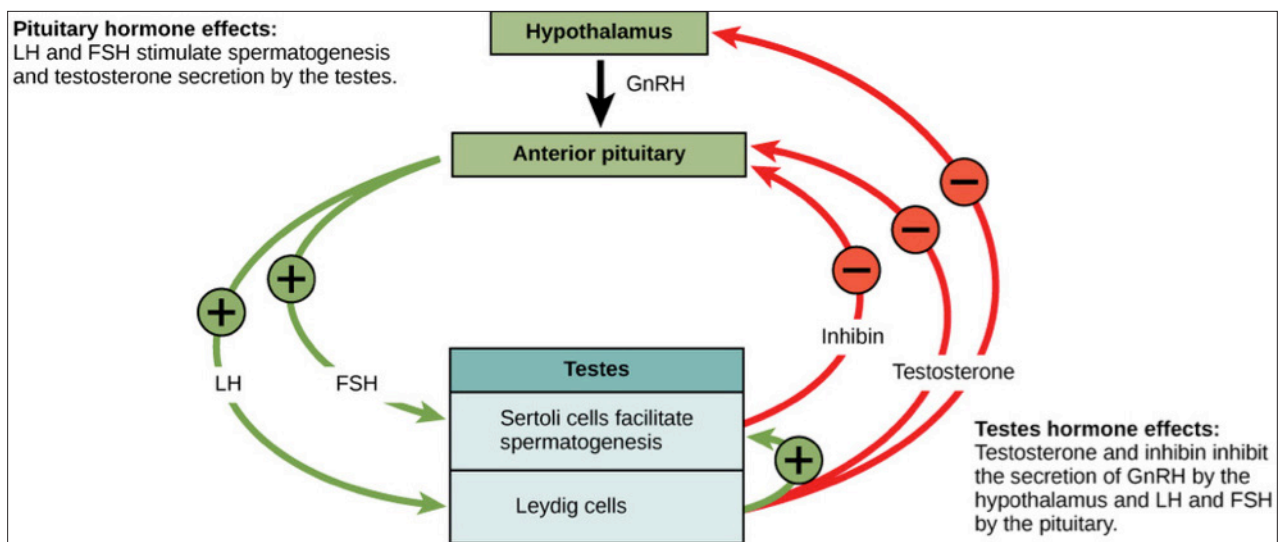 Pituitary hormone effects:
LH and FSH stimulate spermatogenesis
and testosterone secretion by the testes.
Hypothalamus
GnRH
Anterior pituitary
+
+
−
−
−
LH
FSH
Inhibin
Testosterone
Testes
Sertoli cells facilitate
spermatogenesis
+
Leydig cells
Testes hormone effects:
Testosterone and inhibin inhibit
the secretion of GnRH by the
hypothalamus and LH and FSH
by the pituitary.